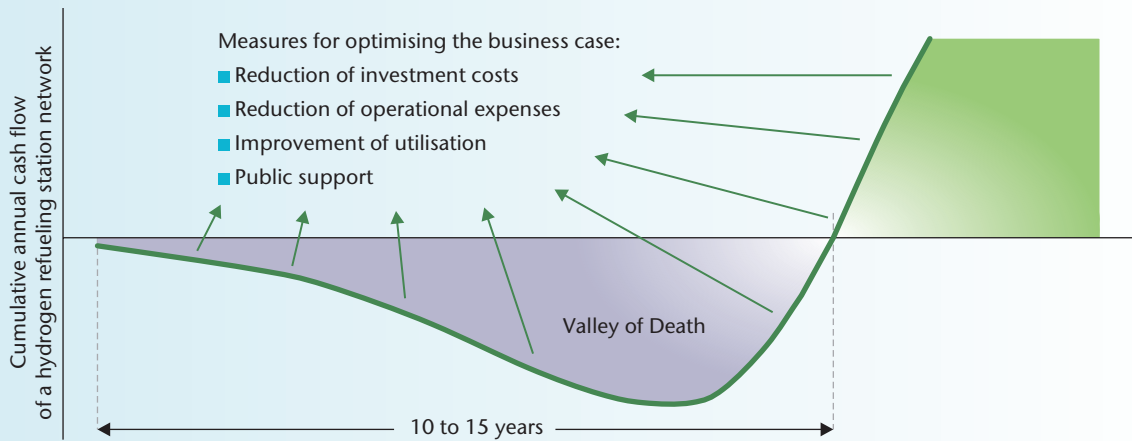 Cumulative annual cash flow
of a hydrogen refueling station network
Measures for optimising the business case:
Reduction of investment costs
Reduction of operational expenses
Improvement of utilisation
Public support
Valley of Death
10 to 15 years